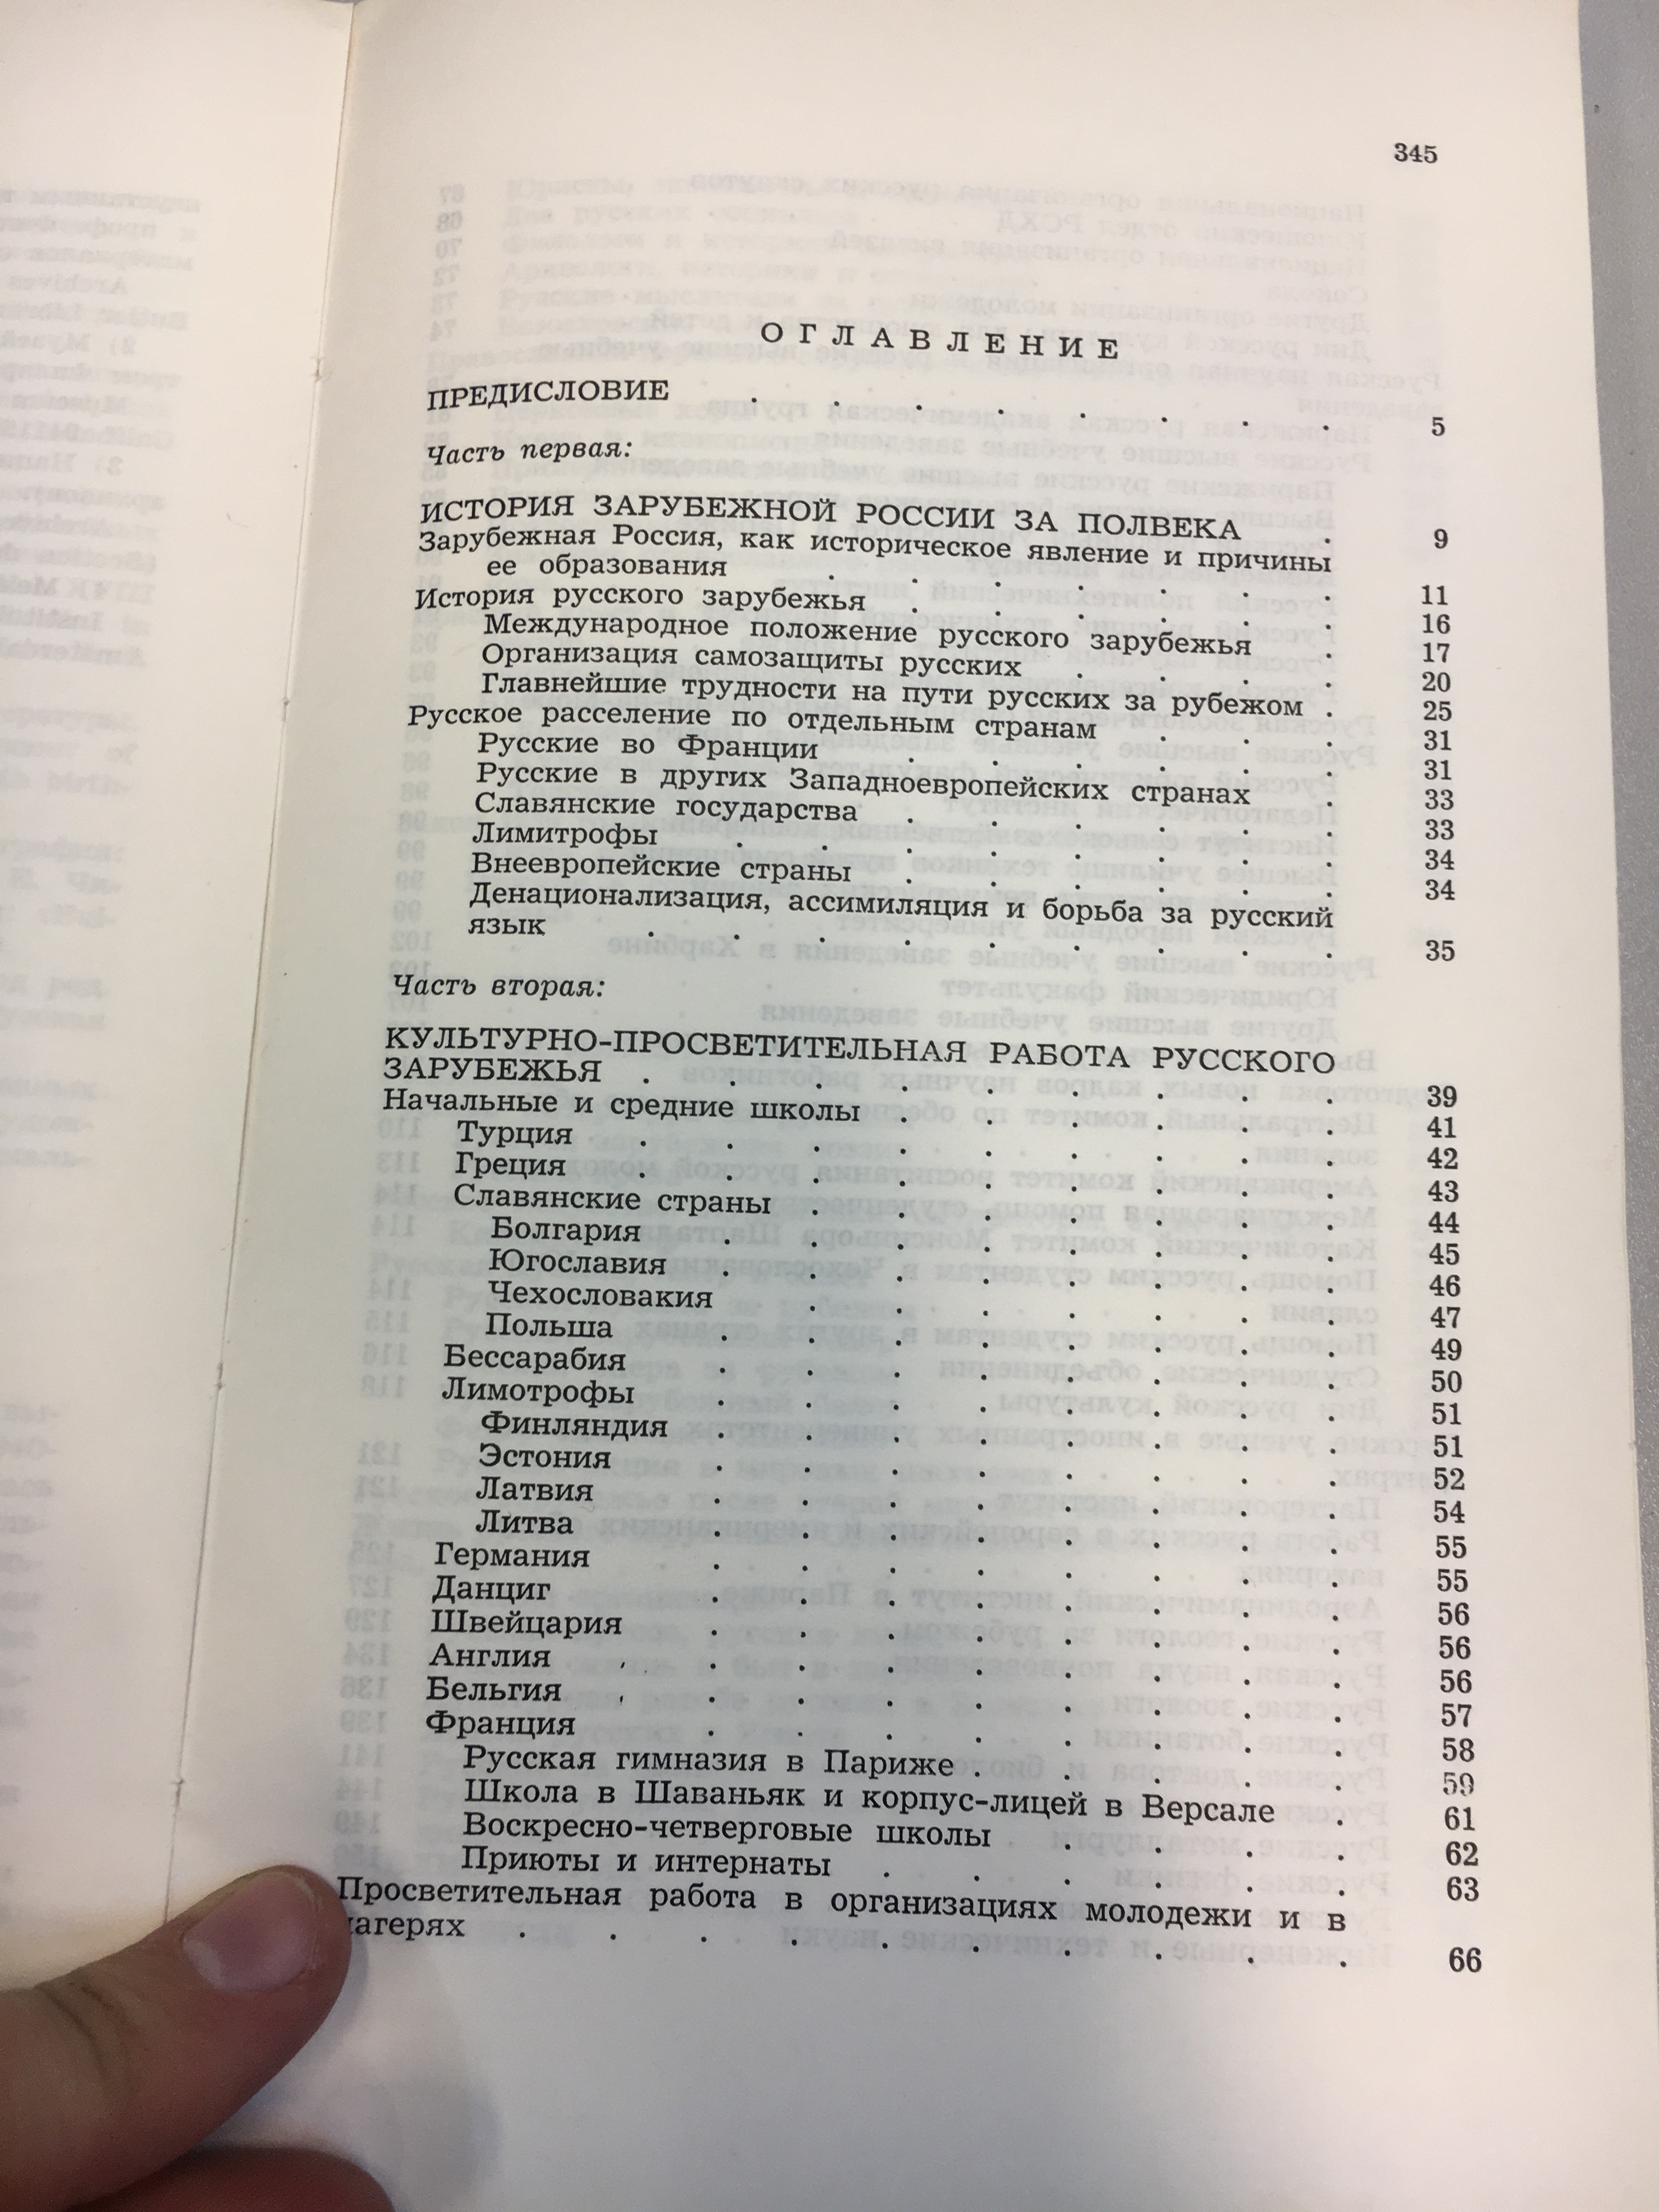 345
ОГЛАВЛЕНИЕ
ПРЕДИСЛОВИЕ . . . . . . . . 5
Часть первая:
ИСТОРИЯ ЗАРУБЕЖНОЙ РОССИИ ЗА ПОЛВЕКА . 9
Зарубежная Россия, как историческое явление и причины
ее образования . . . . . . . 11
История русского зарубежья . . . . . . 16
Международное положение русского зарубежья . 17
Организация самозащиты русских . . . . 20
Главнейшие трудности на пути русских за рубежом . 25
Русское расселение по отдельным странам . . . 31
Русские во Франции . . . . . . 31
Русские в других Западноевропейских странах . 33
Славянские государства . . . . . . 33
Лимитрофы . . . . . . . . 34
Внеевропейские страны . . . . . . 34
Денационализация, ассимиляция и борьба за русский
язык . . . . . . . . . 35
Часть вторая:
КУЛЬТУРНО-ПРОСВЕТИТЕЛЬНАЯ РАБОТА РУССКОГО
ЗАРУБЕЖЬЯ . . . . . . . . . 39
Начальные и средние школы . . . . . . 41
Турция . . . . . . . . . 42
Греция . . . . . . . . . 43
Славянские страны . . . . . . . 44
Болгария . . . . . . . . 45
Югославия . . . . . . . . 46
Чехословакия . . . . . . . 47
Польша . . . . . . . . 49
Бессарабия . . . . . . . . 50
Лимотрофы . . . . . . . . 51
Финляндия . . . . . . . . 51
Эстония . . . . . . . . 52
Латвия . . . . . . . . 54
Литва . . . . . . . . 55
Германия . . . . . . . . 55
Данциг . . . . . . . . 56
Швейцария . . . . . . . . 56
Англия . . . . . . . . . 56
Бельгия . . . . . . . . . 57
Франция . . . . . . . . 58
Русская гимназия в Париже . . . . . 59
Школа в Шаваньяк и корпус-лицей в Версале . 61
Воскресно-четверговые школы . . . . 62
Приюты и интернаты . . . . . . 63
Просветительная работа в организациях молодежи и в
лагерях . . . . . . . . . . 66